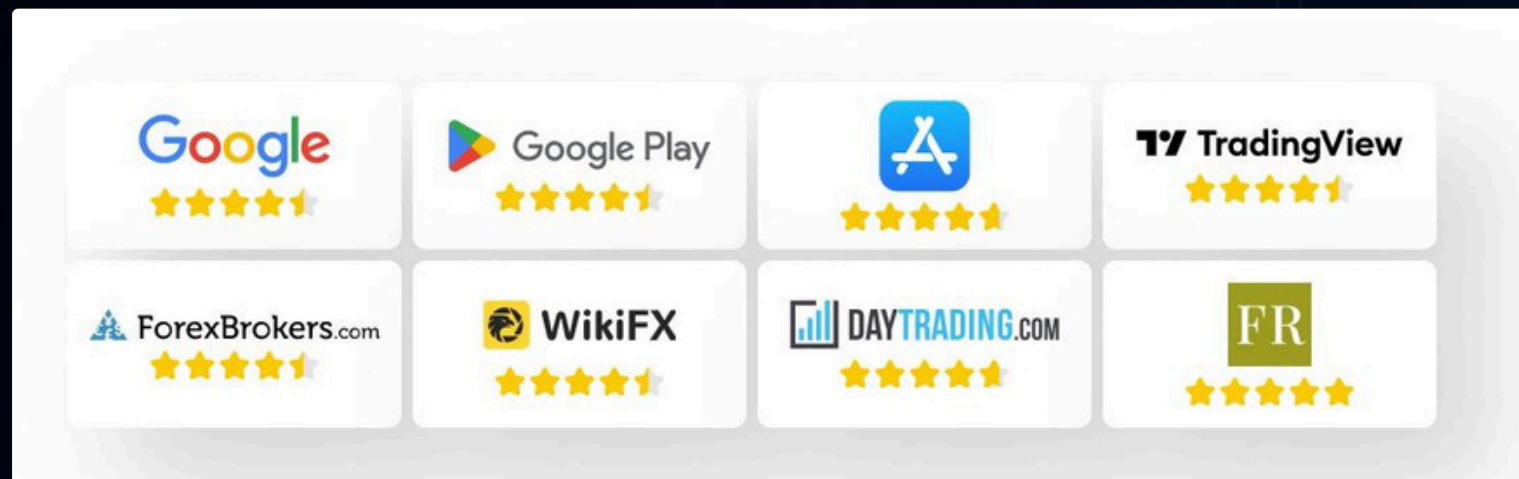 Google
Google Play
TradingView
ForexBrokers.com
WikiFX
DAYTRADING.COM
FR